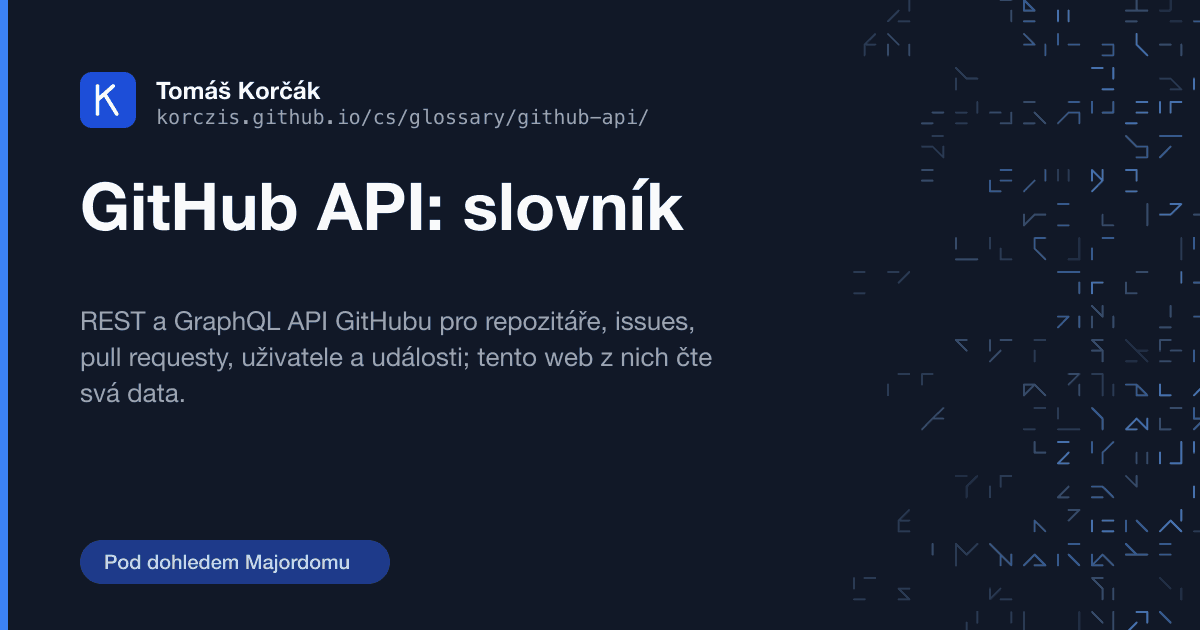 K
Tomáš Korčák
korczis.github.io/cs/glossary/github-api/
GitHub API: slovník
REST a GraphQL API GitHubu pro repozitáře, issues,
pull requesty, uživatele a události; tento web z nich čte
svá data.
Pod dohledem Majordomu